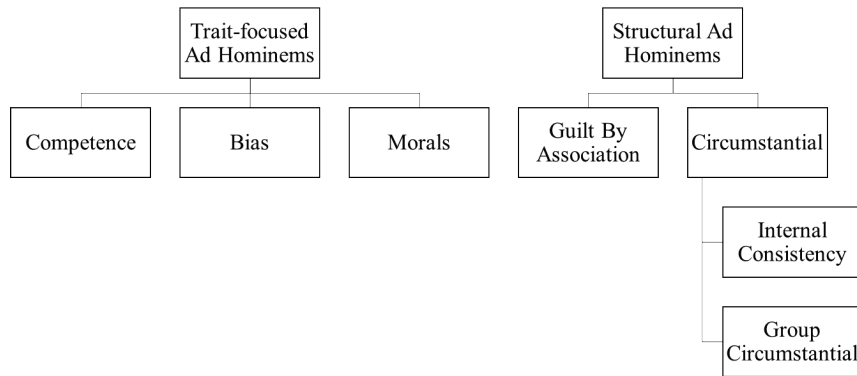 Trait-focused
Ad Hominems
Structural Ad
Hominems
Competence
Bias
Morals
Guilt By
Association
Circumstantial
Internal
Consistency
Group
Circumstantial